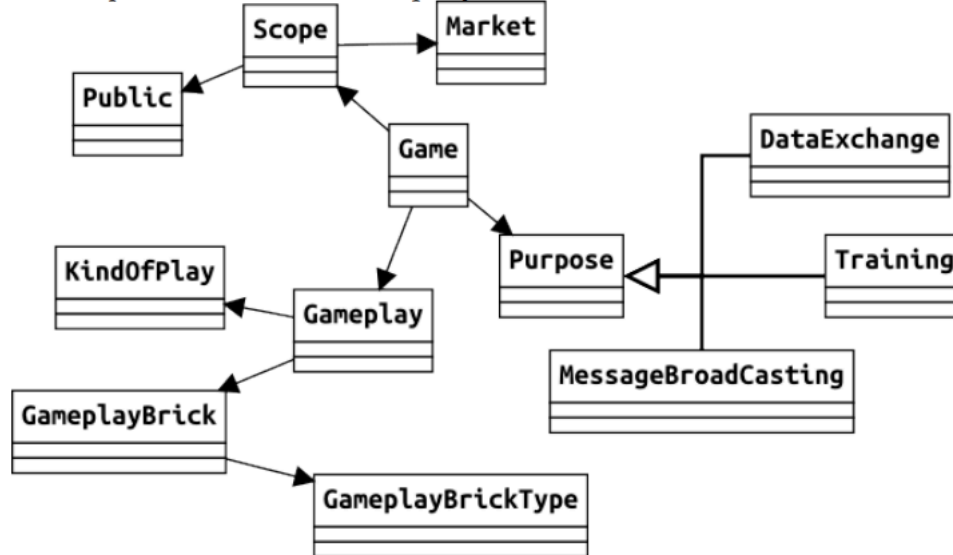 Scope
Market
Public
Game
DataExchange
KindOfPlay
Purpose
Training
Gameplay
MessageBroadCasting
GameplayBrick
GameplayBrickType